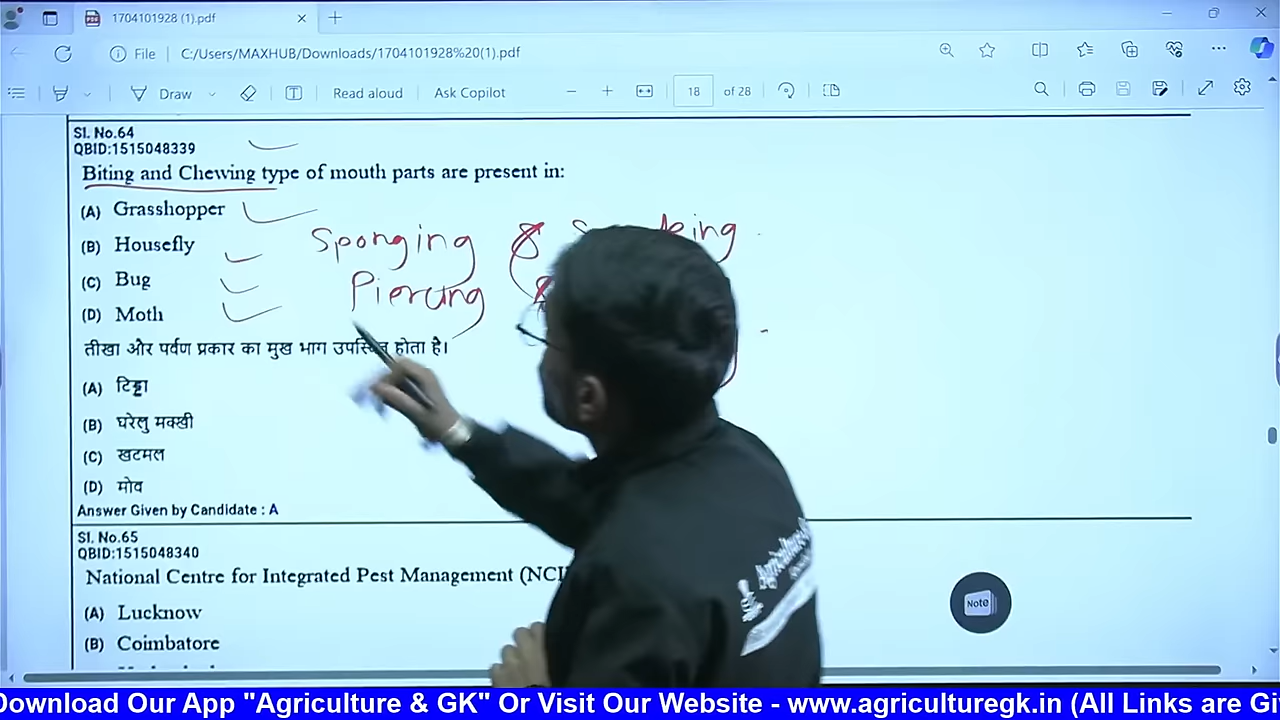 1704101928 (1).pdf
File C:/Users/MAXHUB/Downloads/1704101928%20(1).pdf
Draw Read aloud Ask Copilot 18 of 28
SI. No.64
QBID:1515048339
Biting and Chewing type of mouth parts are present in:
(A) Grasshopper
(B) Housefly
(C) Bug
(D) Moth
Sponging &
Piercing
तीखा और पर्वण प्रकार का मुख भाग उपस्थित होता है।
(A) टिड्डा
(B) घरेलु मक्खी
(C) खटमल
(D) मोव
Answer Given by Candidate : A
SI. No.65
QBID:1515048340
National Centre for Integrated Pest Management
(A) Lucknow
(B) Coimbatore
Note
Download Our App "Agriculture & GK" Or Visit Our Website - www.agriculturegk.in (All Links are Gi